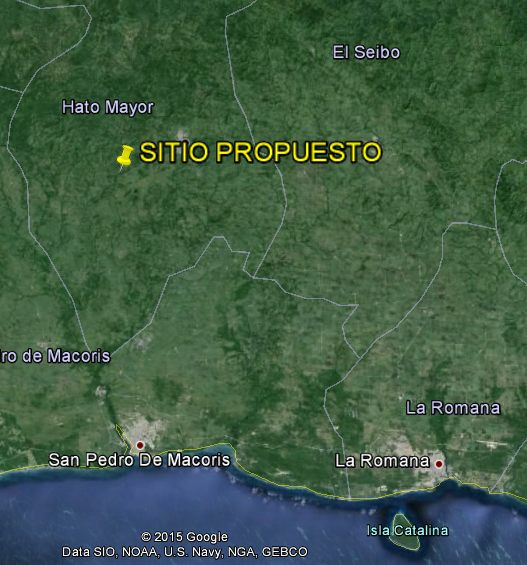 El Seibo
Hato Mayor
SITIO PROPUESTO
ro de Macoris
La Romana
San Pedro De Macoris
La Romana
Isla Catalina
© 2015 Google
Data SIO, NOAA, U.S. Navy, NGA, GEBCO